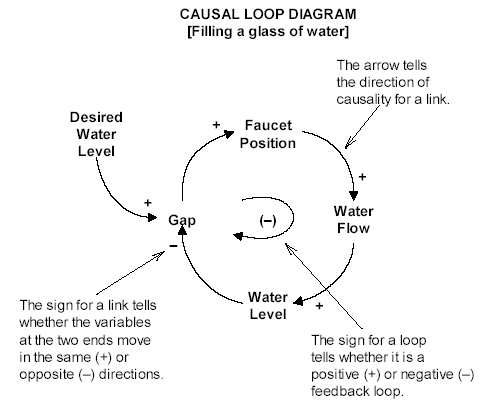 CAUSAL LOOP DIAGRAM
[Filling a glass of water]
The arrow tells
the direction of
causality for a link.
Desired
Water
Level
+
Faucet
Position
+
+
Gap
(–)
Water
Flow
–
Water
Level
+
The sign for a link tells
whether the variables
at the two ends move
in the same (+) or
opposite (–) directions.
The sign for a loop
tells whether it is a
positive (+) or negative (–)
feedback loop.